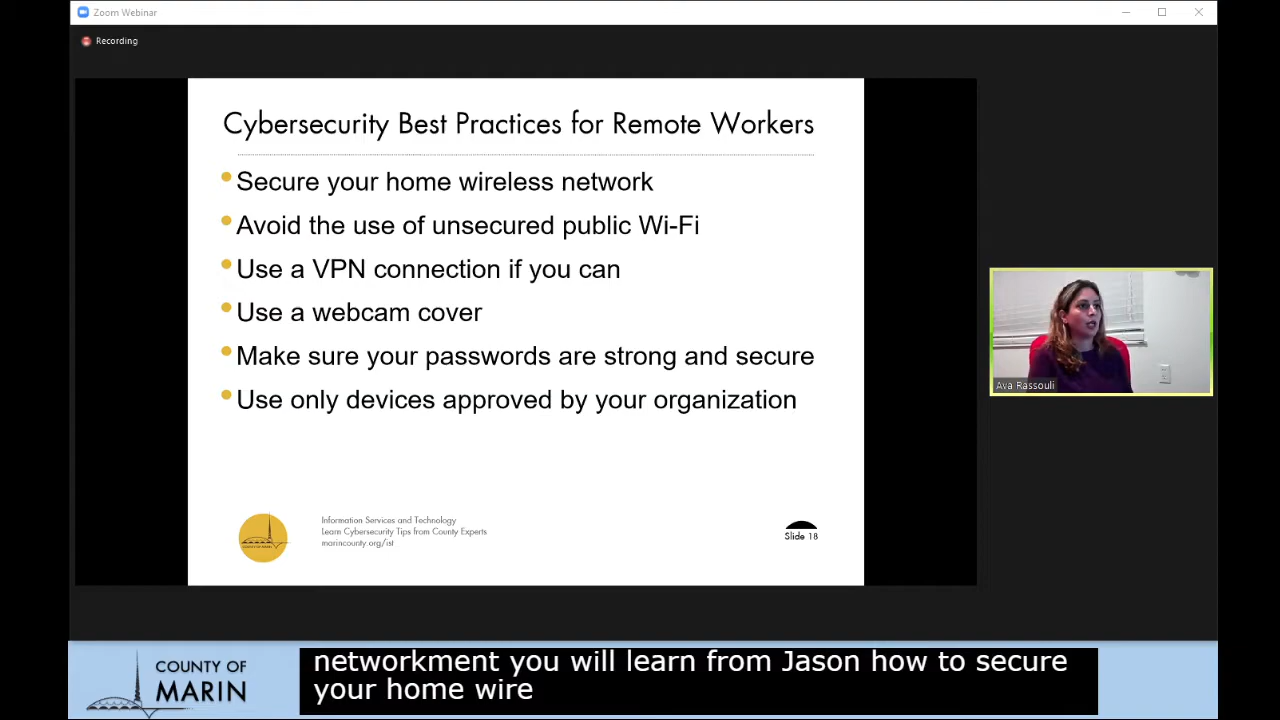 Zoom Webinar
Recording
Cybersecurity Best Practices for Remote Workers
Secure your home wireless network
Avoid the use of unsecured public Wi-Fi
Use a VPN connection if you can
Use a webcam cover
Make sure your passwords are strong and secure
Use only devices approved by your organization
Ava Rassouli
Information Services and Technology
Learn Cybersecurity Tips from County Experts
marincounty.org/ist
Slide 18
COUNTY OF
MARIN
networkment you will learn from Jason how to secure
your home wire